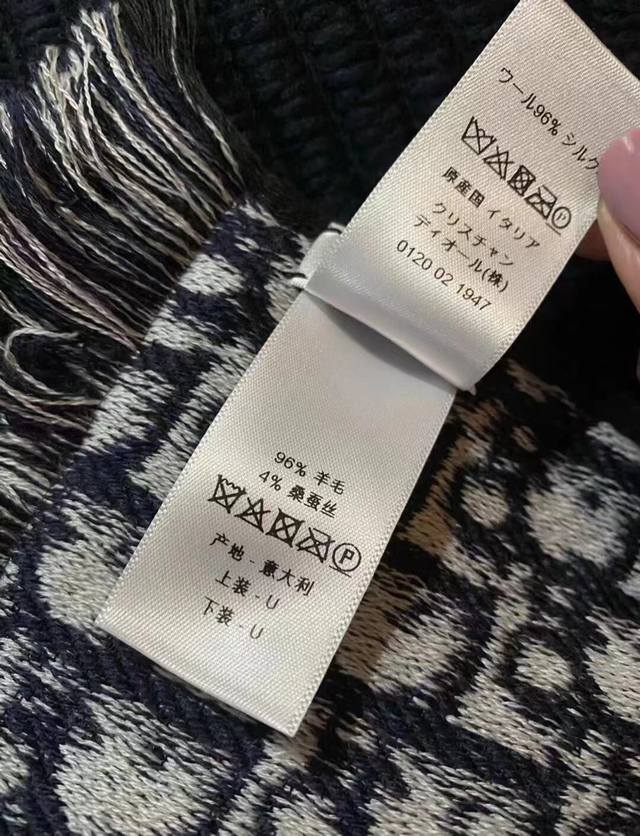 ウール96% シルク
P
原産国 イタリア
クリスチャン
ディオール(株)
0120 02 1947
96% 羊毛
4% 桑蚕丝
P
产地 - 意大利
上装 - U
下装 - U